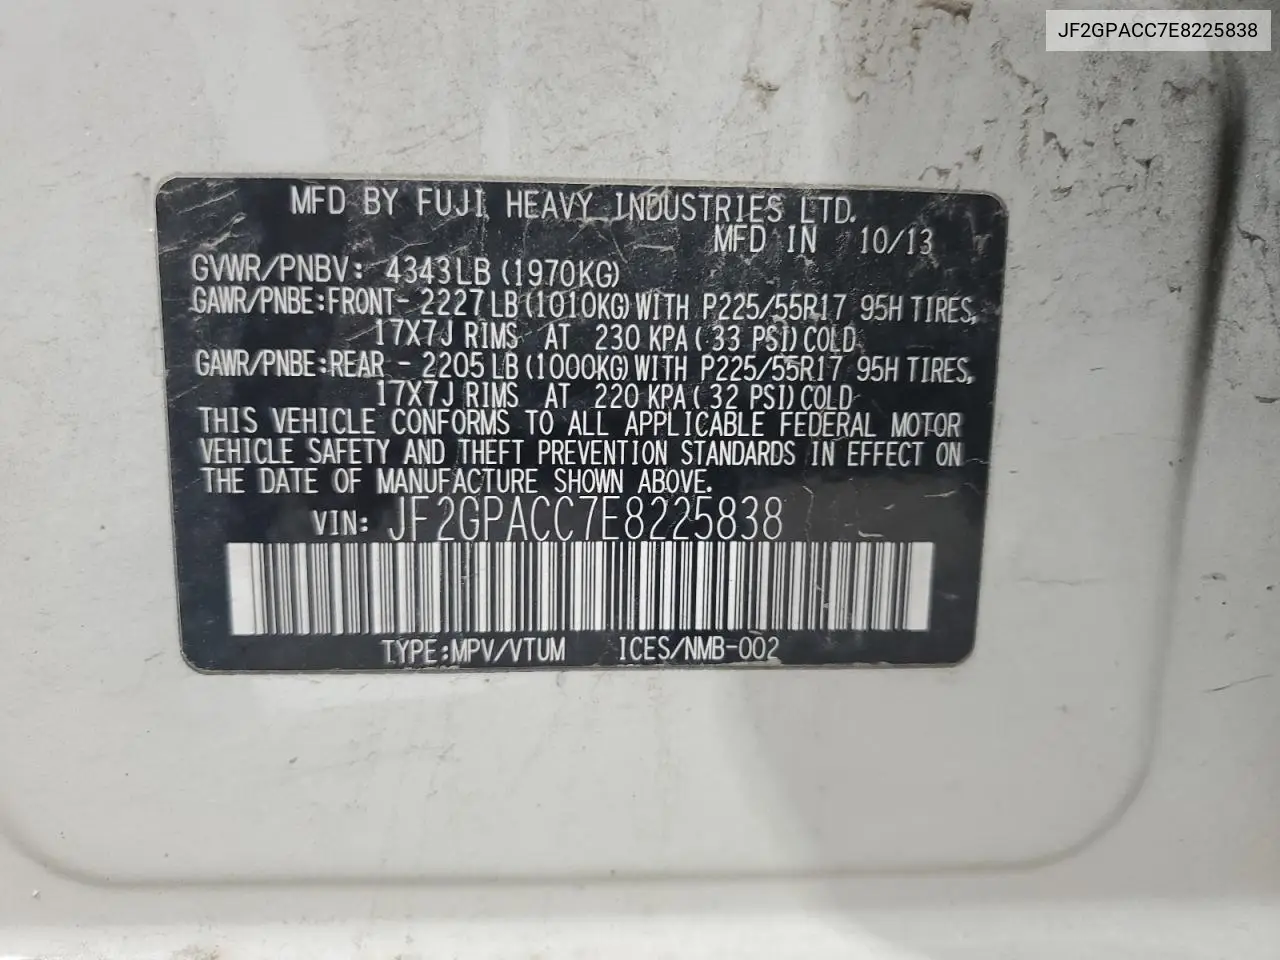 JF2GPACC7E8225838
MFD BY FUJI HEAVY INDUSTRIES LTD.
MFD IN 10/13
GVWR/PNBV: 4343LB (1970KG)
GAWR/PNBE:FRONT- 2227LB (1010KG) WITH P225/55R17 95H TIRES,
17X7J RIMS AT 230 KPA ( 33 PSI) COLD
GAWR/PNBE:REAR - 2205LB (1000KG) WITH P225/55R17 95H TIRES,
17X7J RIMS AT 220 KPA ( 32 PSI) COLD
THIS VEHICLE CONFORMS TO ALL APPLICABLE FEDERAL MOTOR
VEHICLE SAFETY AND THEFT PREVENTION STANDARDS IN EFFECT ON
THE DATE OF MANUFACTURE SHOWN ABOVE.
VIN: JF2GPACC7E8225838
TYPE:MPV/VTUM ICES/NMB-002